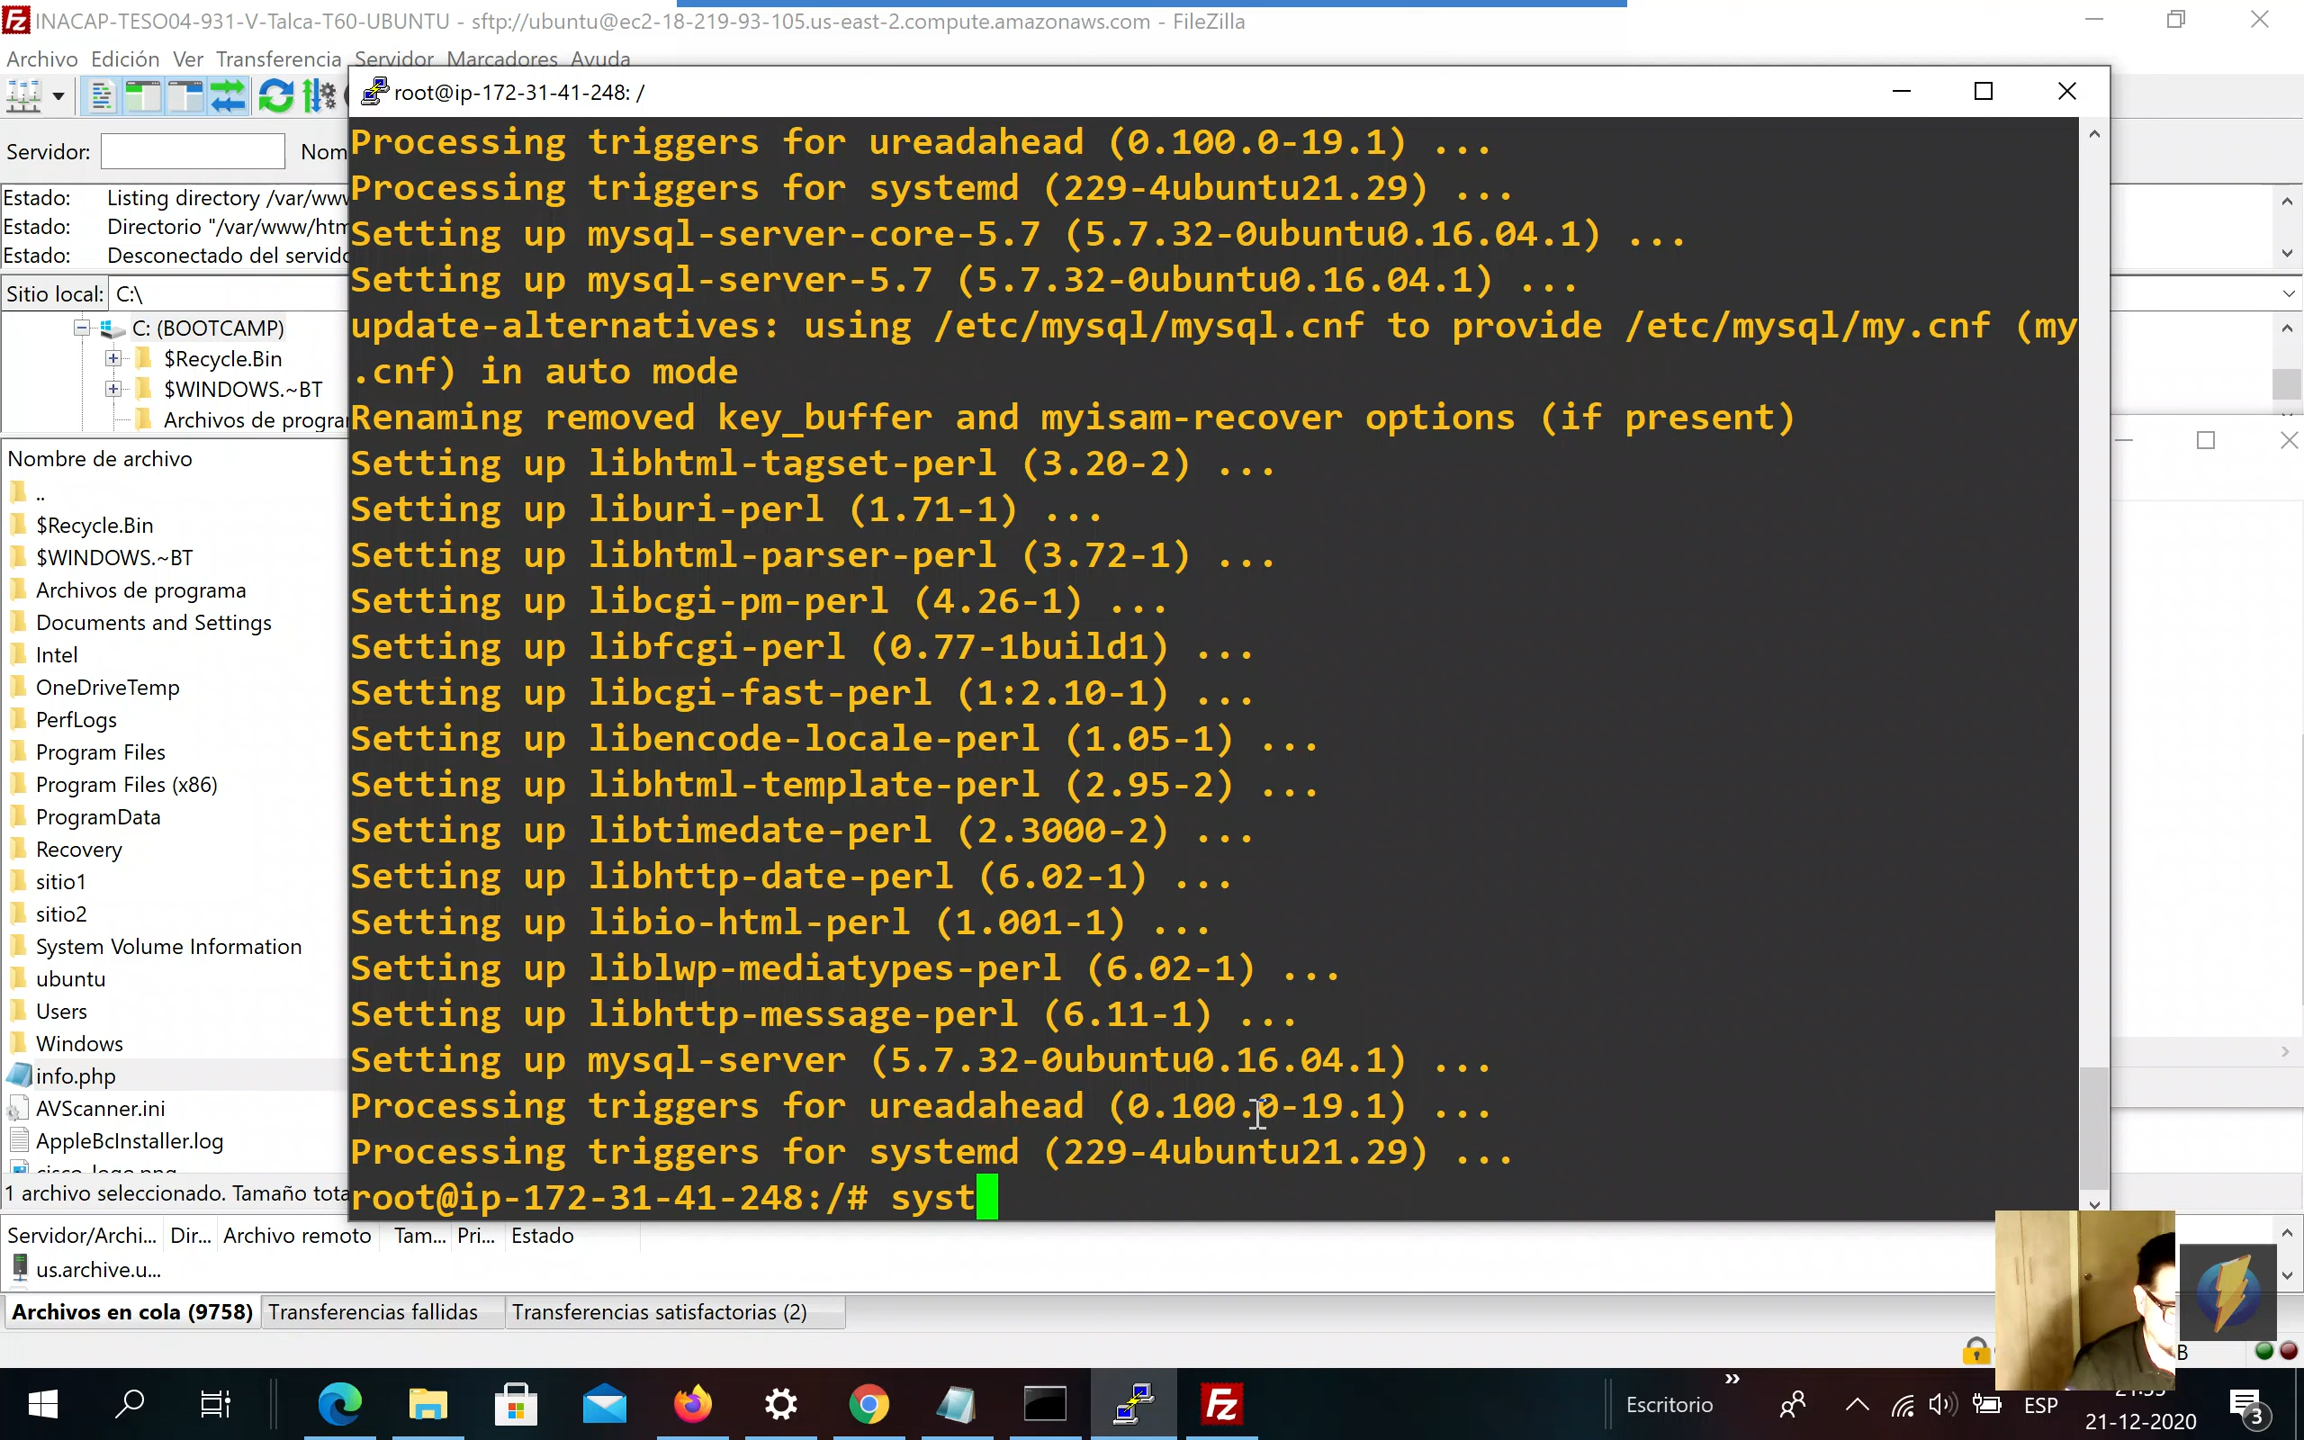 INACAP-TESO04-931-V-Talca-T60-UBUNTU - sftp://ubuntu@ec2-18-219-93-105.us-east-2.compute.amazonaws.com - FileZilla
Archivo Edición Ver Transferencia Servidor Marcadores Ayuda
root@ip-172-31-41-248: /
Servidor: Nom
Estado: Listing directory /var/www
Estado: Directorio "/var/www/htm
Estado: Desconectado del servido
Sitio local: C:\
C: (BOOTCAMP)
$Recycle.Bin
$WINDOWS.~BT
Archivos de progra
Nombre de archivo
..
$Recycle.Bin
$WINDOWS.~BT
Archivos de programa
Documents and Settings
Intel
OneDriveTemp
PerfLogs
Program Files
Program Files (x86)
ProgramData
Recovery
sitio1
sitio2
System Volume Information
ubuntu
Users
Windows
info.php
AVScanner.ini
AppleBcInstaller.log
cisco-logo.png
1 archivo seleccionado. Tamaño tota
Processing triggers for ureadahead (0.100.0-19.1) ...
Processing triggers for systemd (229-4ubuntu21.29) ...
Setting up mysql-server-core-5.7 (5.7.32-0ubuntu0.16.04.1) ...
Setting up mysql-server-5.7 (5.7.32-0ubuntu0.16.04.1) ...
update-alternatives: using /etc/mysql/mysql.cnf to provide /etc/mysql/my.cnf (my
.cnf) in auto mode
Renaming removed key_buffer and myisam-recover options (if present)
Setting up libhtml-tagset-perl (3.20-2) ...
Setting up liburi-perl (1.71-1) ...
Setting up libhtml-parser-perl (3.72-1) ...
Setting up libcgi-pm-perl (4.26-1) ...
Setting up libfcgi-perl (0.77-1build1) ...
Setting up libcgi-fast-perl (1:2.10-1) ...
Setting up libencode-locale-perl (1.05-1) ...
Setting up libhtml-template-perl (2.95-2) ...
Setting up libtimedate-perl (2.3000-2) ...
Setting up libhttp-date-perl (6.02-1) ...
Setting up libio-html-perl (1.001-1) ...
Setting up liblwp-mediatypes-perl (6.02-1) ...
Setting up libhttp-message-perl (6.11-1) ...
Setting up mysql-server (5.7.32-0ubuntu0.16.04.1) ...
Processing triggers for ureadahead (0.100.0-19.1) ...
Processing triggers for systemd (229-4ubuntu21.29) ...
root@ip-172-31-41-248:/# syst
Servidor/Archi... Dir... Archivo remoto Tam... Pri... Estado
us.archive.u...
Archivos en cola (9758) Transferencias fallidas Transferencias satisfactorias (2)
B
Escritorio ESP
21-12-2020
3